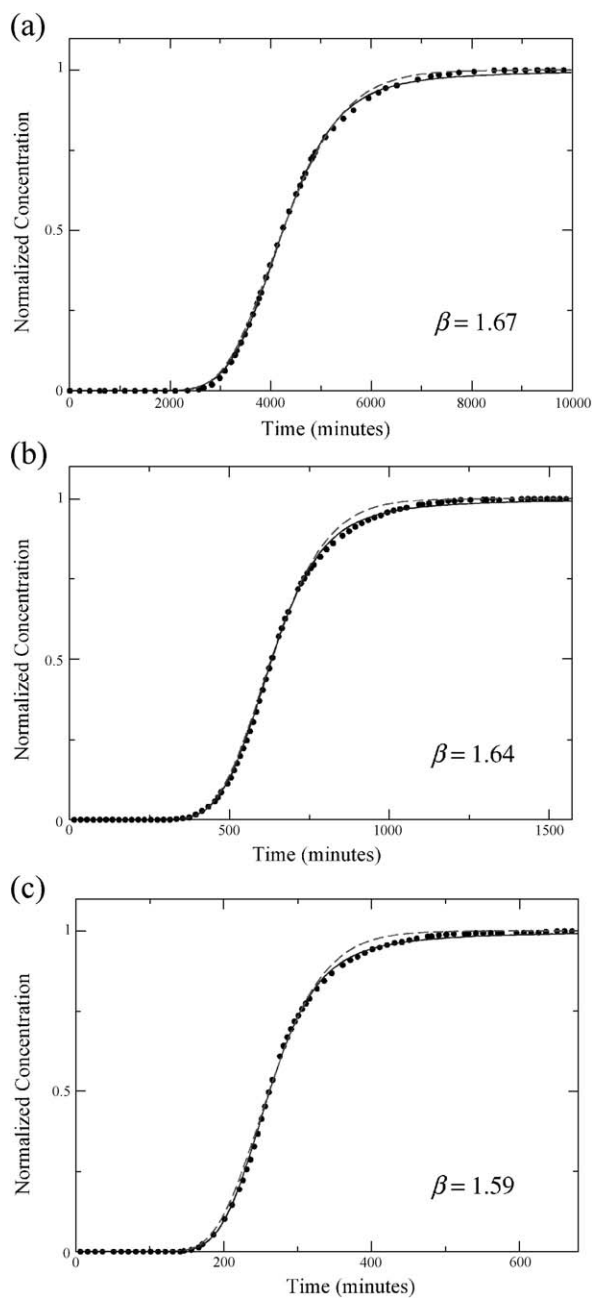 (a)
1
0.5
0
Normalized Concentration
β = 1.67
0 2000 4000 6000 8000 10000
Time (minutes)
(b)
1
0.5
0
Normalized Concentration
β = 1.64
500 1000 1500
Time (minutes)
(c)
1
0.5
0
Normalized Concentration
β = 1.59
200 400 600
Time (minutes)